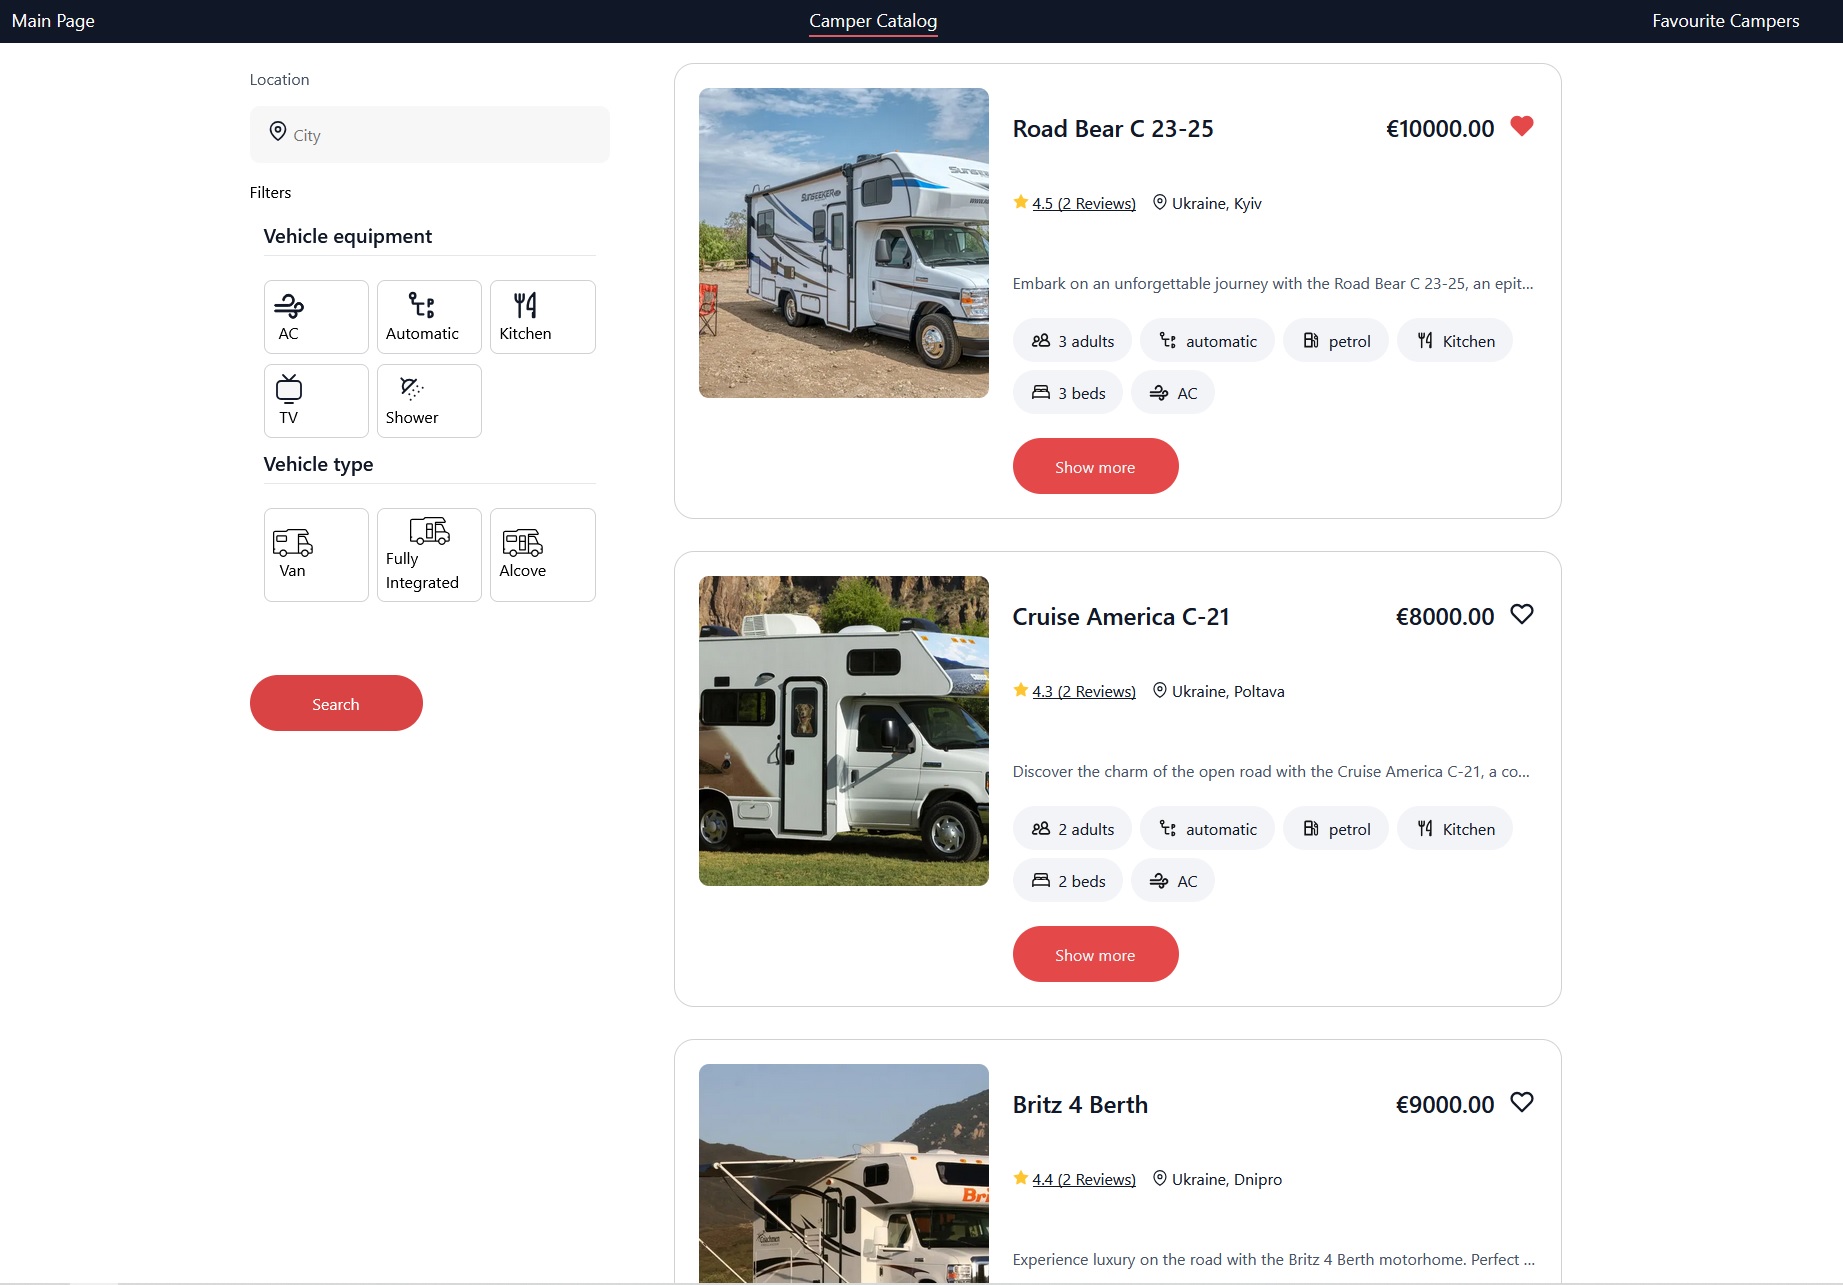 Main Page
Camper Catalog
Favourite Campers
Location
City
Filters
Vehicle equipment
AC
Automatic
Kitchen
TV
Shower
Vehicle type
Van
Fully
Integrated
Alcove
Search
SUNSEEKER
Road Bear C 23-25
€10000.00
4.5 (2 Reviews)
Ukraine, Kyiv
Embark on an unforgettable journey with the Road Bear C 23-25, an epit...
3 adults
automatic
petrol
Kitchen
3 beds
AC
Show more
Cruise America C-21
€8000.00
4.3 (2 Reviews)
Ukraine, Poltava
Discover the charm of the open road with the Cruise America C-21, a co...
2 adults
automatic
petrol
Kitchen
2 beds
AC
Show more
Bri
Britz 4 Berth
€9000.00
4.4 (2 Reviews)
Ukraine, Dnipro
Experience luxury on the road with the Britz 4 Berth motorhome. Perfect ...